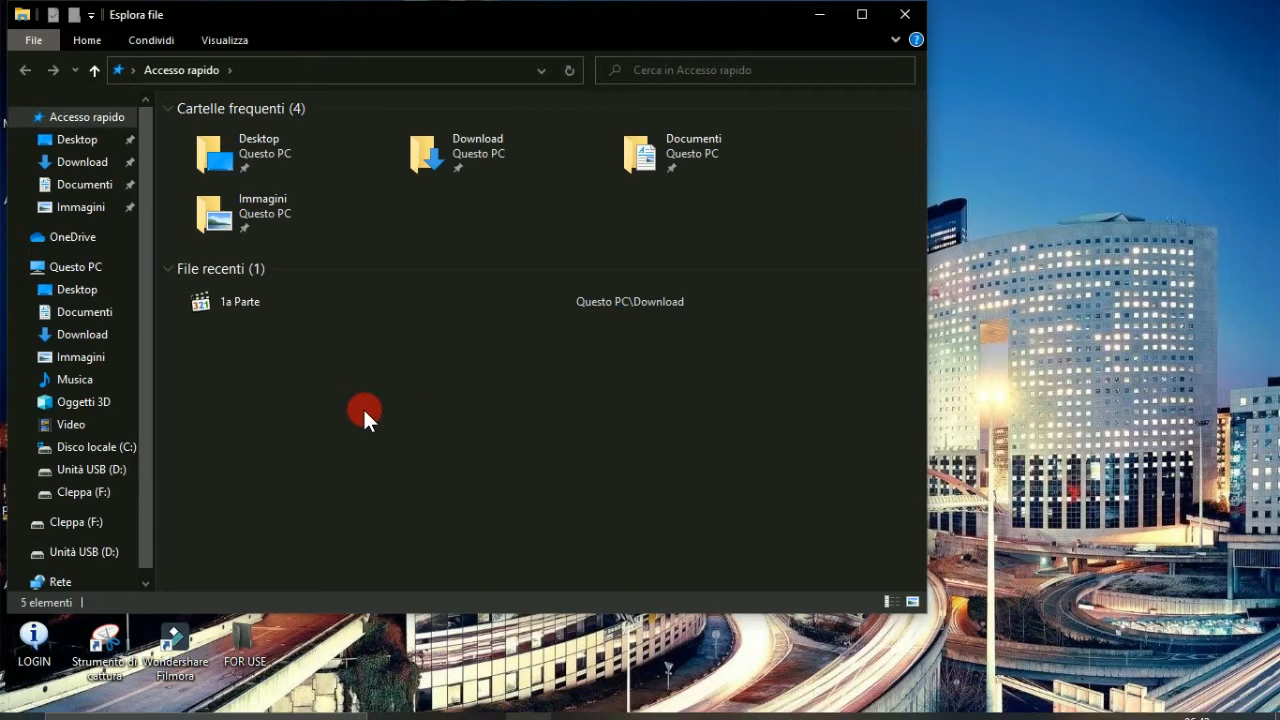 Esplora file
File
Home
Condividi
Visualizza
?
Accesso rapido
Cerca in Accesso rapido
Accesso rapido
Desktop
Download
Documenti
Immagini
OneDrive
Questo PC
Desktop
Documenti
Download
Immagini
Musica
Oggetti 3D
Video
Disco locale (C:)
Unità USB (D:)
Cleppa (F:)
Cleppa (F:)
Unità USB (D:)
Rete
Cartelle frequenti (4)
Desktop
Questo PC
Download
Questo PC
Documenti
Questo PC
Immagini
Questo PC
File recenti (1)
321
1a Parte
Questo PC\Download
5 elementi
LOGIN
Strumento di
cattura
Wondershare
Filmora
FOR USE